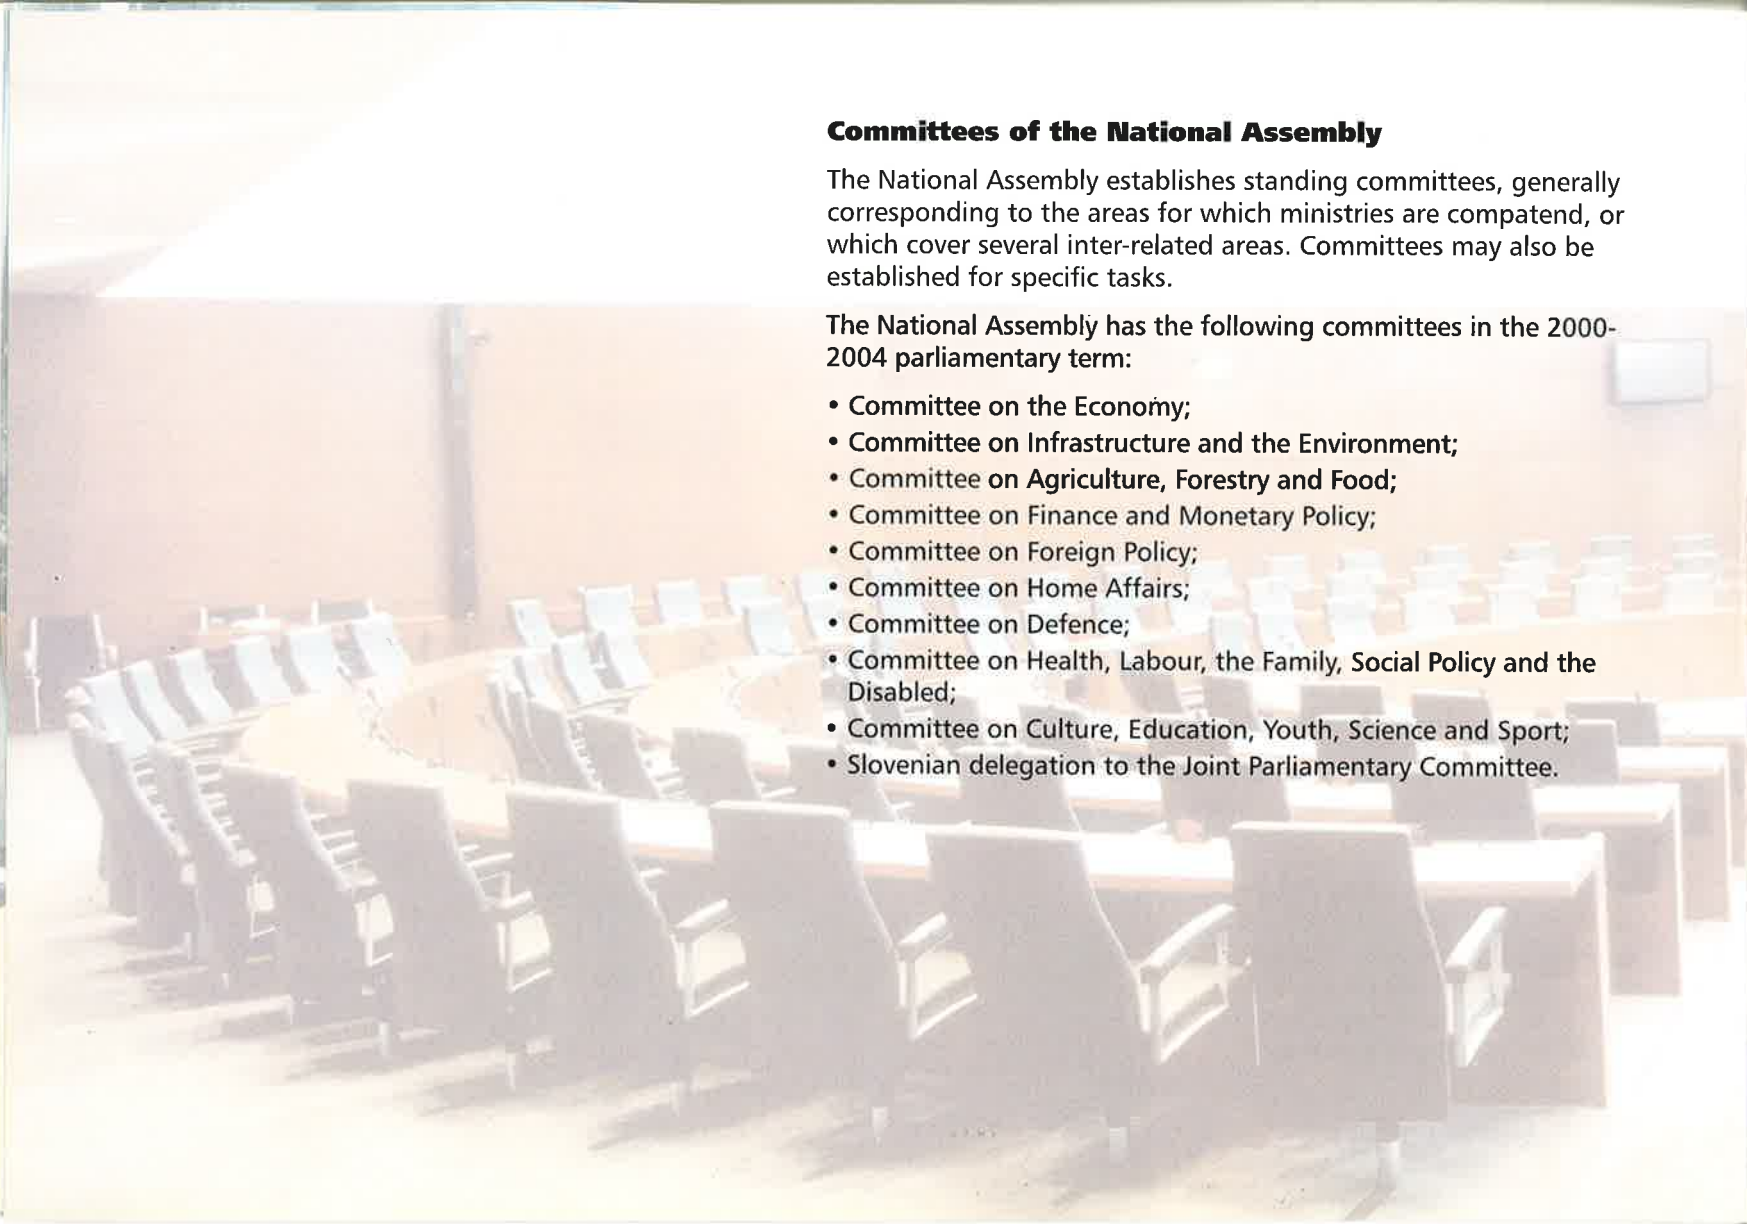 Committees of the National Assembly
The National Assembly establishes standing committees, generally
corresponding to the areas for which ministries are compatend, or
which cover several inter-related areas. Committees may also be
established for specific tasks.
The National Assembly has the following committees in the 2000-
2004 parliamentary term:
• Committee on the Economy;
• Committee on Infrastructure and the Environment;
• Committee on Agriculture, Forestry and Food;
• Committee on Finance and Monetary Policy;
• Committee on Foreign Policy;
• Committee on Home Affairs;
• Committee on Defence;
• Committee on Health, Labour, the Family, Social Policy and the
Disabled;
• Committee on Culture, Education, Youth, Science and Sport;
• Slovenian delegation to the Joint Parliamentary Committee.